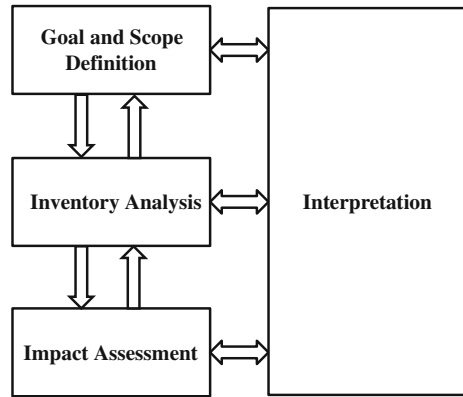 Goal and Scope
Definition
Inventory Analysis
Interpretation
Impact Assessment